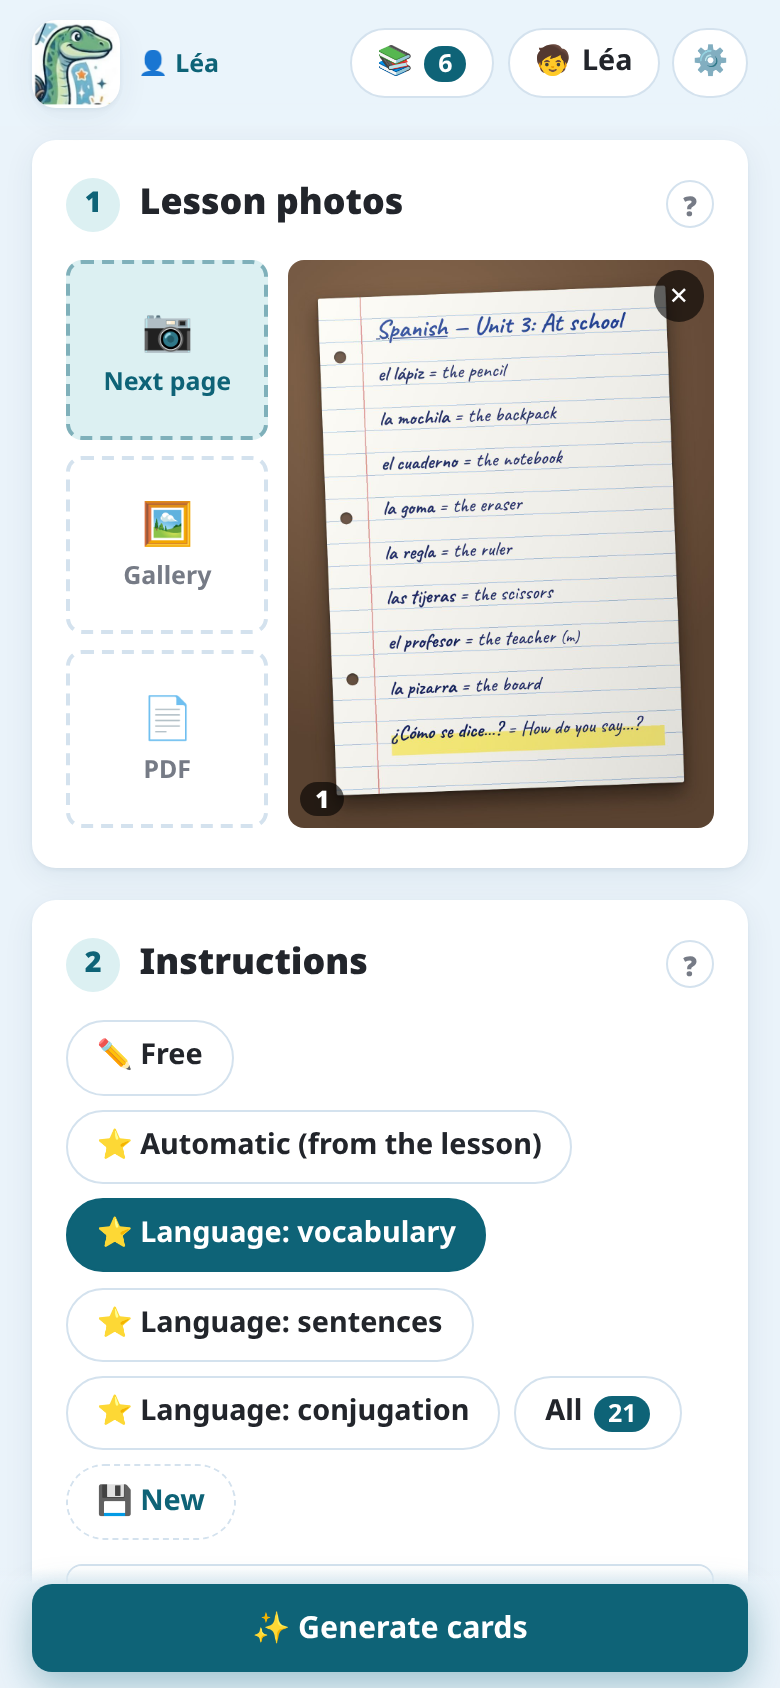 Léa
6
Léa
1
Lesson photos
?
Next page
Gallery
PDF
Spanish – Unit 3: At school
el lápiz = the pencil
la mochila = the backpack
el cuaderno = the notebook
la goma = the eraser
la regla = the ruler
las tijeras = the scissors
el profesor = the teacher (m)
la pizarra = the board
¿Cómo se dice...? = How do you say...?
1
2
Instructions
?
Free
Automatic (from the lesson)
Language: vocabulary
Language: sentences
Language: conjugation
All 21
New
Generate cards